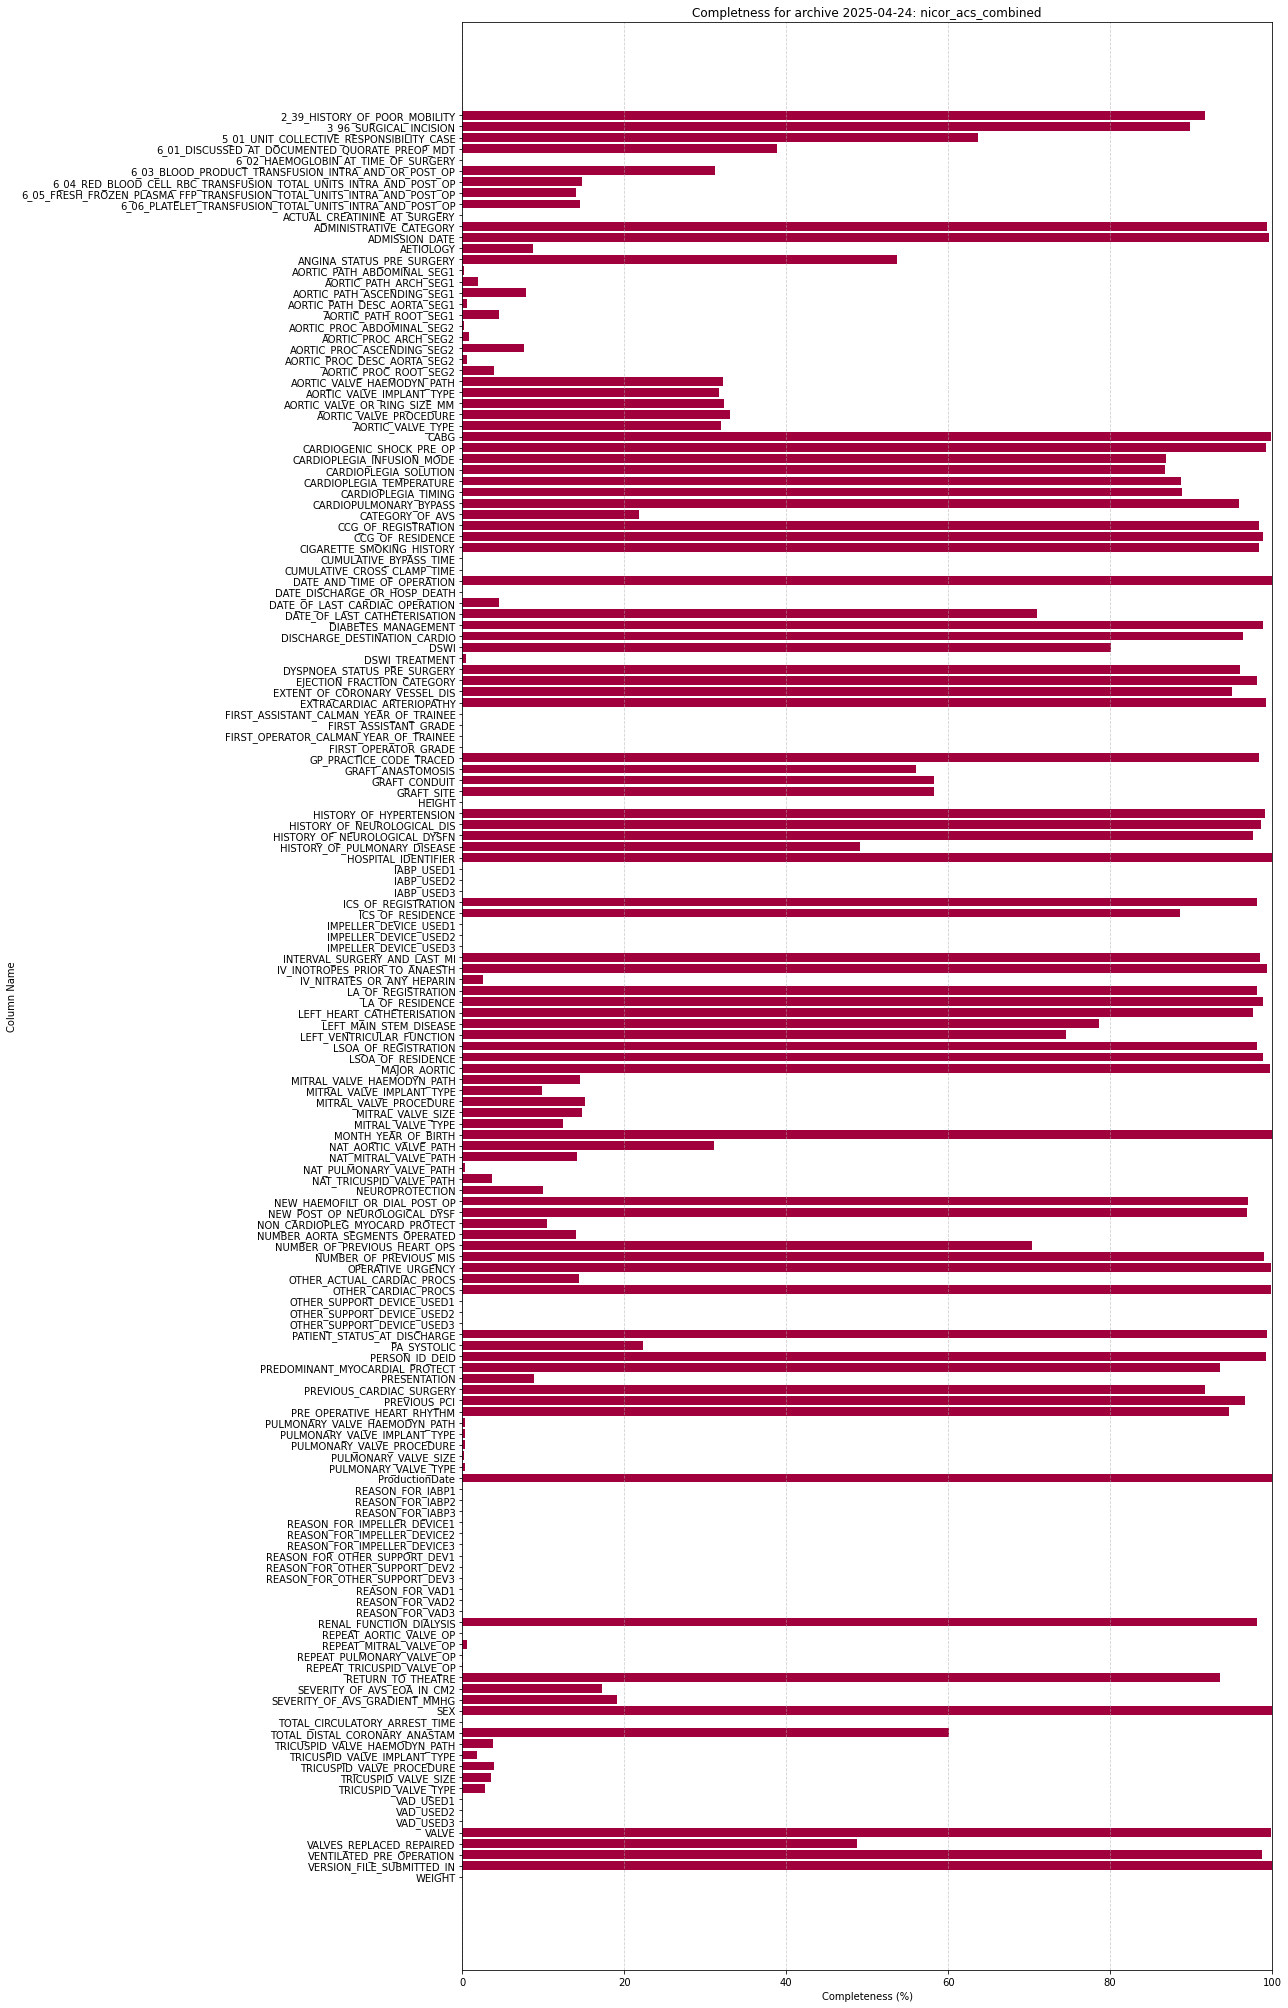 Completness for archive 2025-04-24: nicor_acs_combined
2_39_HISTORY_OF_POOR_MOBILITY
3_96_SURGICAL_INCISION
5_01_UNIT_COLLECTIVE_RESPONSIBILITY_CASE
6_01_DISCUSSED_AT_DOCUMENTED_QUORATE_PREOP_MDT
6_02_HAEMOGLOBIN_AT_TIME_OF_SURGERY
6_03_BLOOD_PRODUCT_TRANSFUSION_INTRA_AND_OR_POST_OP
6_04_RED_BLOOD_CELL_RBC_TRANSFUSION_TOTAL_UNITS_INTRA_AND_POST_OP
6_05_FRESH_FROZEN_PLASMA_FFP_TRANSFUSION_TOTAL_UNITS_INTRA_AND_POST_OP
6_06_PLATELET_TRANSFUSION_TOTAL_UNITS_INTRA_AND_POST_OP
ACTUAL_CREATININE_AT_SURGERY
ADMINISTRATIVE_CATEGORY
ADMISSION_DATE
AETIOLOGY
ANGINA_STATUS_PRE_SURGERY
AORTIC_PATH_ABDOMINAL_SEG1
AORTIC_PATH_ARCH_SEG1
AORTIC_PATH_ASCENDING_SEG1
AORTIC_PATH_DESC_AORTA_SEG1
AORTIC_PATH_ROOT_SEG1
AORTIC_PROC_ABDOMINAL_SEG2
AORTIC_PROC_ARCH_SEG2
AORTIC_PROC_ASCENDING_SEG2
AORTIC_PROC_DESC_AORTA_SEG2
AORTIC_PROC_ROOT_SEG2
AORTIC_VALVE_HAEMODYN_PATH
AORTIC_VALVE_IMPLANT_TYPE
AORTIC_VALVE_OR_RING_SIZE_MM
AORTIC_VALVE_PROCEDURE
AORTIC_VALVE_TYPE
CABG
CARDIOGENIC_SHOCK_PRE_OP
CARDIOPLEGIA_INFUSION_MODE
CARDIOPLEGIA_SOLUTION
CARDIOPLEGIA_TEMPERATURE
CARDIOPLEGIA_TIMING
CARDIOPULMONARY_BYPASS
CATEGORY_OF_AVS
CCG_OF_REGISTRATION
CCG_OF_RESIDENCE
CIGARETTE_SMOKING_HISTORY
CUMULATIVE_BYPASS_TIME
CUMULATIVE_CROSS_CLAMP_TIME
DATE_AND_TIME_OF_OPERATION
DATE_DISCHARGE_OR_HOSP_DEATH
DATE_OF_LAST_CARDIAC_OPERATION
DATE_OF_LAST_CATHETERISATION
DIABETES_MANAGEMENT
DISCHARGE_DESTINATION_CARDIO
DSWI
DSWI_TREATMENT
DYSPNOEA_STATUS_PRE_SURGERY
EJECTION_FRACTION_CATEGORY
EXTENT_OF_CORONARY_VESSEL_DIS
EXTRACARDIAC_ARTERIOPATHY
FIRST_ASSISTANT_CALMAN_YEAR_OF_TRAINEE
FIRST_ASSISTANT_GRADE
FIRST_OPERATOR_CALMAN_YEAR_OF_TRAINEE
FIRST_OPERATOR_GRADE
GP_PRACTICE_CODE_TRACED
GRAFT_ANASTOMOSIS
GRAFT_CONDUIT
GRAFT_SITE
HEIGHT
HISTORY_OF_HYPERTENSION
HISTORY_OF_NEUROLOGICAL_DIS
HISTORY_OF_NEUROLOGICAL_DYSFN
HISTORY_OF_PULMONARY_DISEASE
HOSPITAL_IDENTIFIER
IABP_USED1
IABP_USED2
IABP_USED3
ICS_OF_REGISTRATION
ICS_OF_RESIDENCE
IMPELLER_DEVICE_USED1
IMPELLER_DEVICE_USED2
IMPELLER_DEVICE_USED3
INTERVAL_SURGERY_AND_LAST_MI
IV_INOTROPES_PRIOR_TO_ANAESTH
IV_NITRATES_OR_ANY_HEPARIN
LA_OF_REGISTRATION
LA_OF_RESIDENCE
LEFT_HEART_CATHETERISATION
LEFT_MAIN_STEM_DISEASE
LEFT_VENTRICULAR_FUNCTION
LSOA_OF_REGISTRATION
LSOA_OF_RESIDENCE
MAJOR_AORTIC
MITRAL_VALVE_HAEMODYN_PATH
MITRAL_VALVE_IMPLANT_TYPE
MITRAL_VALVE_PROCEDURE
MITRAL_VALVE_SIZE
MITRAL_VALVE_TYPE
MONTH_YEAR_OF_BIRTH
NAT_AORTIC_VALVE_PATH
NAT_MITRAL_VALVE_PATH
NAT_PULMONARY_VALVE_PATH
NAT_TRICUSPID_VALVE_PATH
NEUROPROTECTION
NEW_HAEMOFILT_OR_DIAL_POST_OP
NEW_POST_OP_NEUROLOGICAL_DYSF
NON_CARDIOPLEG_MYOCARD_PROTECT
NUMBER_AORTA_SEGMENTS_OPERATED
NUMBER_OF_PREVIOUS_HEART_OPS
NUMBER_OF_PREVIOUS_MIS
OPERATIVE_URGENCY
OTHER_ACTUAL_CARDIAC_PROCS
OTHER_CARDIAC_PROCS
OTHER_SUPPORT_DEVICE_USED1
OTHER_SUPPORT_DEVICE_USED2
OTHER_SUPPORT_DEVICE_USED3
PATIENT_STATUS_AT_DISCHARGE
PA_SYSTOLIC
PERSON_ID_DEID
PREDOMINANT_MYOCARDIAL_PROTECT
PRESENTATION
PREVIOUS_CARDIAC_SURGERY
PREVIOUS_PCI
PRE_OPERATIVE_HEART_RHYTHM
PULMONARY_VALVE_HAEMODYN_PATH
PULMONARY_VALVE_IMPLANT_TYPE
PULMONARY_VALVE_PROCEDURE
PULMONARY_VALVE_SIZE
PULMONARY_VALVE_TYPE
ProductionDate
REASON_FOR_IABP1
REASON_FOR_IABP2
REASON_FOR_IABP3
REASON_FOR_IMPELLER_DEVICE1
REASON_FOR_IMPELLER_DEVICE2
REASON_FOR_IMPELLER_DEVICE3
REASON_FOR_OTHER_SUPPORT_DEV1
REASON_FOR_OTHER_SUPPORT_DEV2
REASON_FOR_OTHER_SUPPORT_DEV3
REASON_FOR_VAD1
REASON_FOR_VAD2
REASON_FOR_VAD3
RENAL_FUNCTION_DIALYSIS
REPEAT_AORTIC_VALVE_OP
REPEAT_MITRAL_VALVE_OP
REPEAT_PULMONARY_VALVE_OP
REPEAT_TRICUSPID_VALVE_OP
RETURN_TO_THEATRE
SEVERITY_OF_AVS_EOA_IN_CM2
SEVERITY_OF_AVS_GRADIENT_MMHG
SEX
TOTAL_CIRCULATORY_ARREST_TIME
TOTAL_DISTAL_CORONARY_ANASTAM
TRICUSPID_VALVE_HAEMODYN_PATH
TRICUSPID_VALVE_IMPLANT_TYPE
TRICUSPID_VALVE_PROCEDURE
TRICUSPID_VALVE_SIZE
TRICUSPID_VALVE_TYPE
VAD_USED1
VAD_USED2
VAD_USED3
VALVE
VALVES_REPLACED_REPAIRED
VENTILATED_PRE_OPERATION
VERSION_FILE_SUBMITTED_IN
WEIGHT
Column Name
0 20 40 60 80 100
Completeness (%)